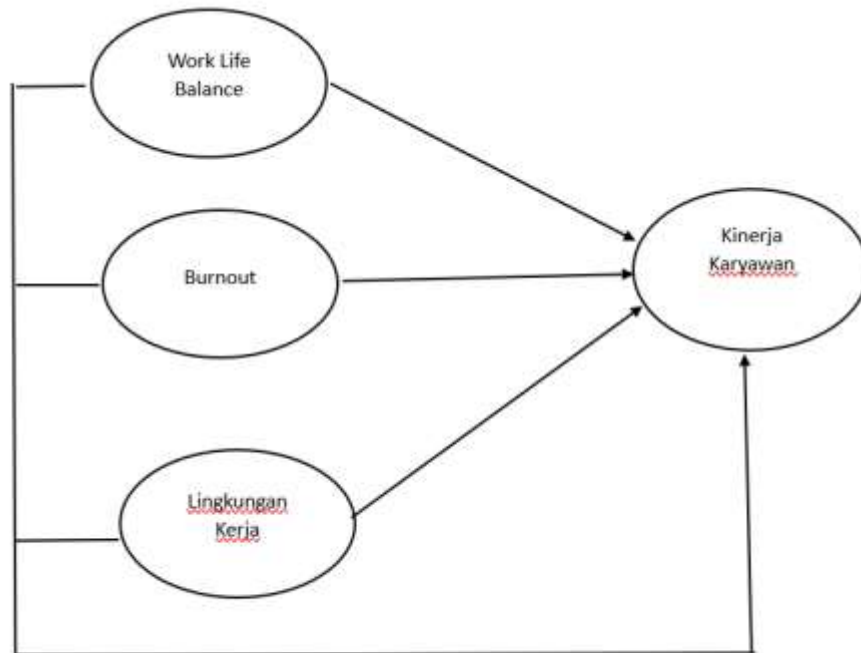 Work Life
Balance
Burnout
Lingkungan
Kerja
Kinerja
Karyawan